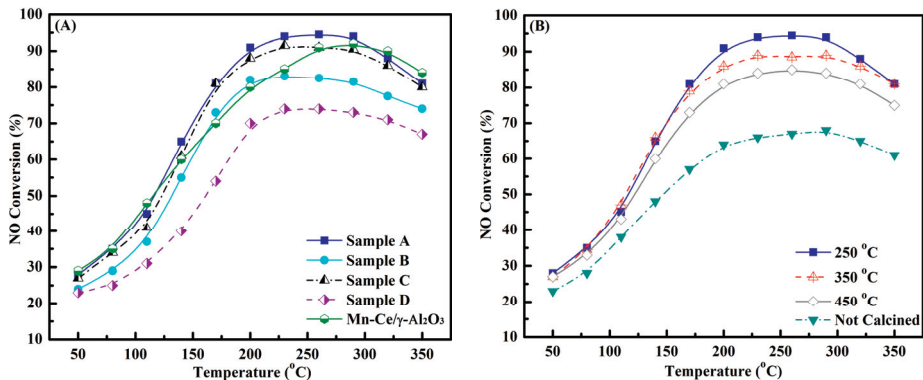 (A)
NO Conversion (%)
100
90
80
70
60
50
40
30
20
10
50
100
150
200
250
300
350
Temperature (°C)
Sample A
Sample B
Sample C
Sample D
Mn-Ce/γ-Al₂O₃
(B)
NO Conversion (%)
100
90
80
70
60
50
40
30
20
10
50
100
150
200
250
300
350
Temperature (°C)
250 °C
350 °C
450 °C
Not Calcined